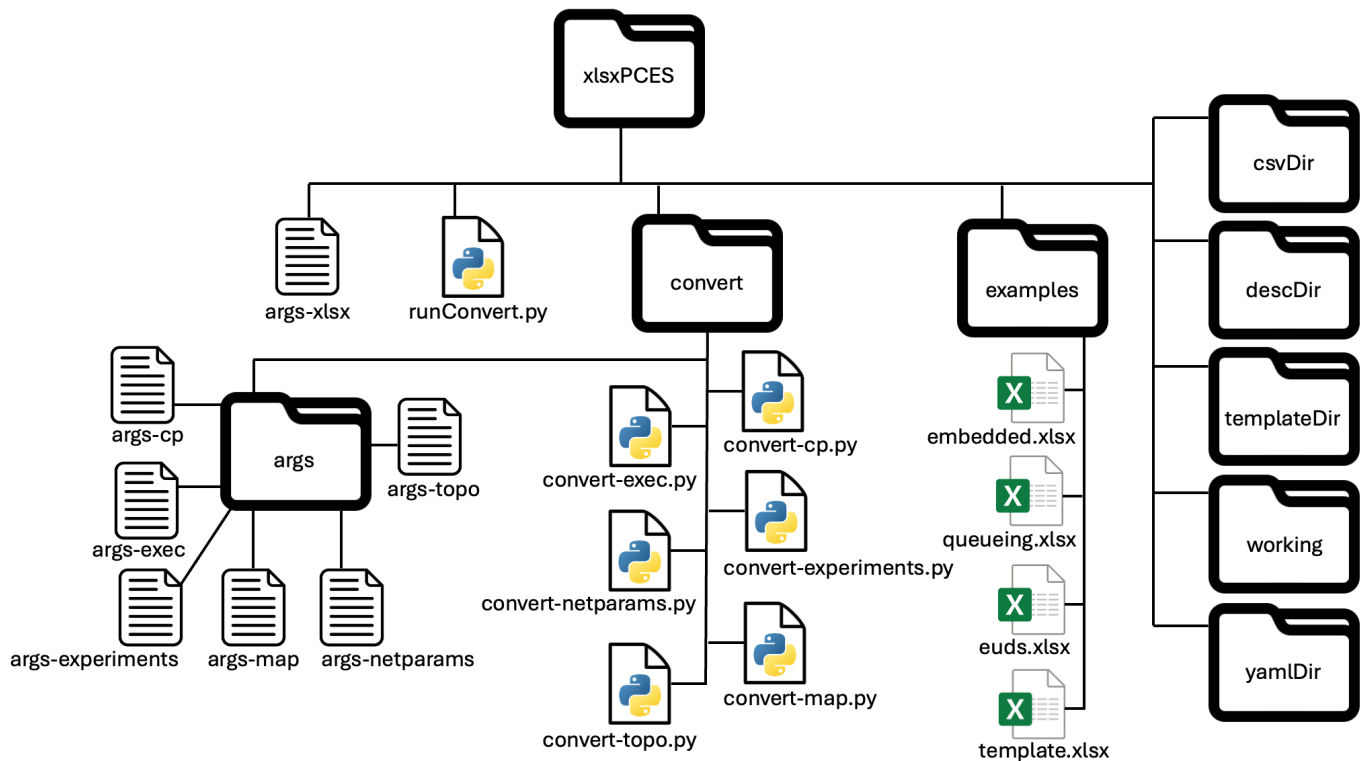 xlsxPCES
csvDir
args-xlsx
runConvert.py
convert
examples
descDir
templateDir
working
yamlDir
args-cp
args
args-topo
args-exec
args-experiments
args-map
args-netparams
convert-cp.py
convert-exec.py
convert-experiments.py
convert-netparams.py
convert-map.py
convert-topo.py
X
embedded.xlsx
X
queueing.xlsx
X
euds.xlsx
X
template.xlsx